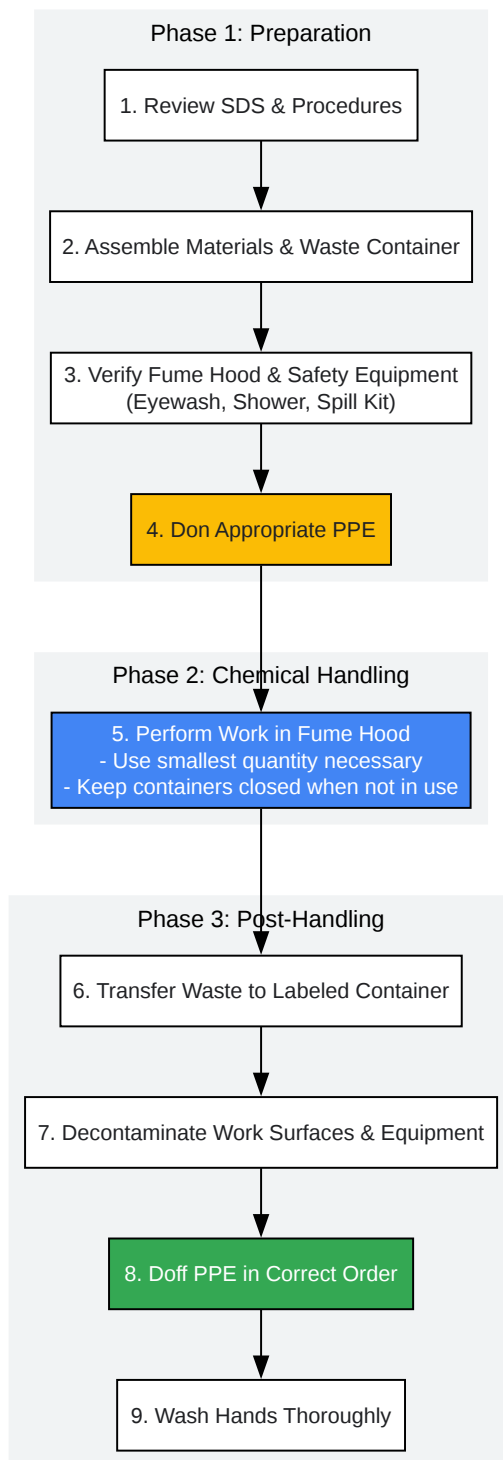 Phase 1: Preparation
1. Review SDS & Procedures
2. Assemble Materials & Waste Container
3. Verify Fume Hood & Safety Equipment
(Eyewash, Shower, Spill Kit)
4. Don Appropriate PPE
Phase 2: Chemical Handling
5. Perform Work in Fume Hood
- Use smallest quantity necessary
- Keep containers closed when not in use
Phase 3: Post-Handling
6. Transfer Waste to Labeled Container
7. Decontaminate Work Surfaces & Equipment
8. Doff PPE in Correct Order
9. Wash Hands Thoroughly